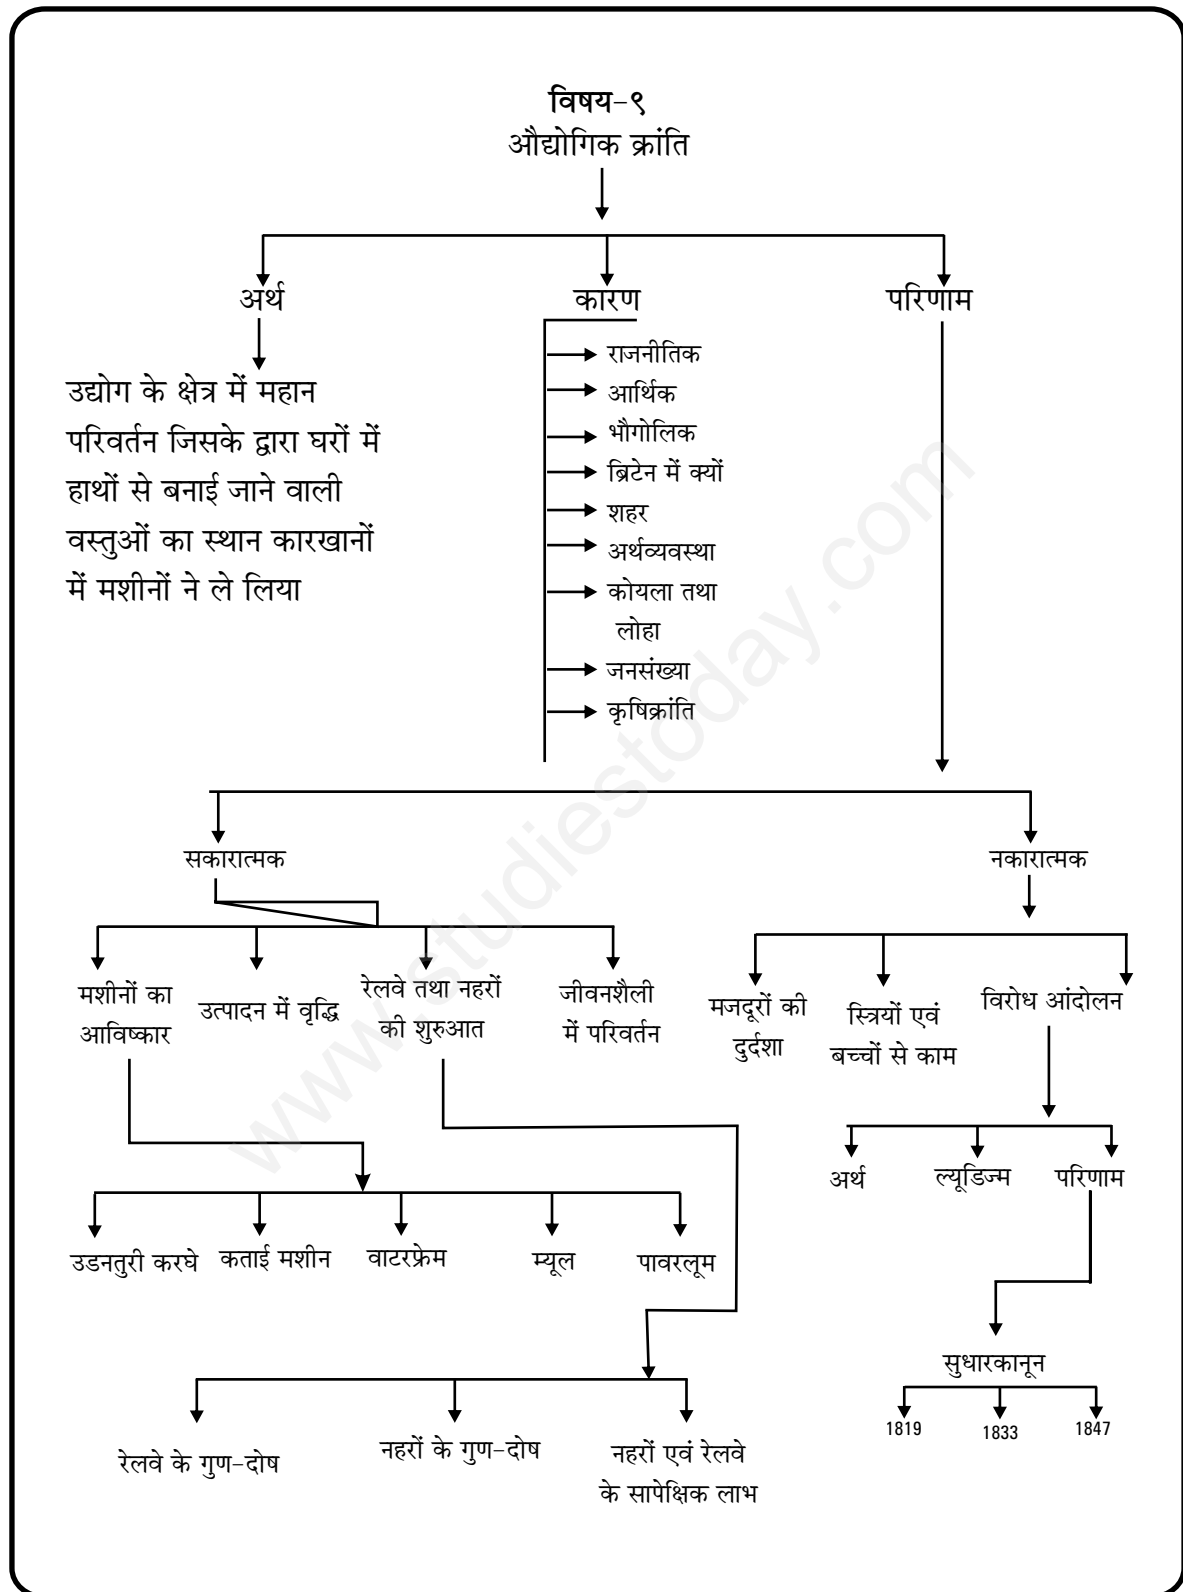 विषय-९
औद्योगिक क्रांति
अर्थ
कारण
परिणाम
उद्योग के क्षेत्र में महान
परिवर्तन जिसके द्वारा घरों में
हाथों से बनाई जाने वाली
वस्तुओं का स्थान कारखानों
में मशीनों ने ले लिया
राजनीतिक
आर्थिक
भौगोलिक
ब्रिटेन में क्यों
शहर
अर्थव्यवस्था
कोयला तथा
लोहा
जनसंख्या
कृषिक्रांति
सकारात्मक
नकारात्मक
मशीनों का
आविष्कार
उत्पादन में वृद्धि
रेलवे तथा नहरों
की शुरुआत
जीवनशैली
में परिवर्तन
मजदूरों की
दुर्दशा
स्त्रियों एवं
बच्चों से काम
विरोध आंदोलन
अर्थ
ल्यूडिज्म
परिणाम
उडनतुरी करघे
कताई मशीन
वाटरफ्रेम
म्यूल
पावरलूम
सुधारकानून
1819
1833
1847
रेलवे के गुण-दोष
नहरों के गुण-दोष
नहरों एवं रेलवे
के सापेक्षिक लाभ
www.studiestoday.com